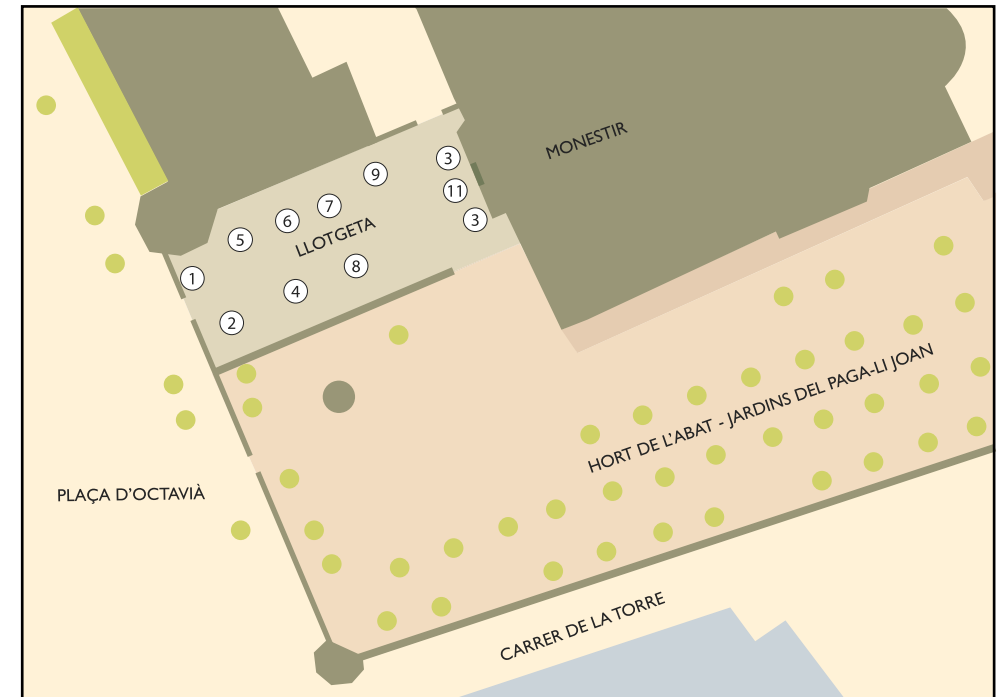 MONESTIR
3
9
11
7
6
3
LLOTGETA
5
8
1
4
2
HORT DE L'ABAT - JARDINS DEL PAGA-LI JOAN
PLAÇA D'OCTAVIÀ
CARRER DE LA TORRE